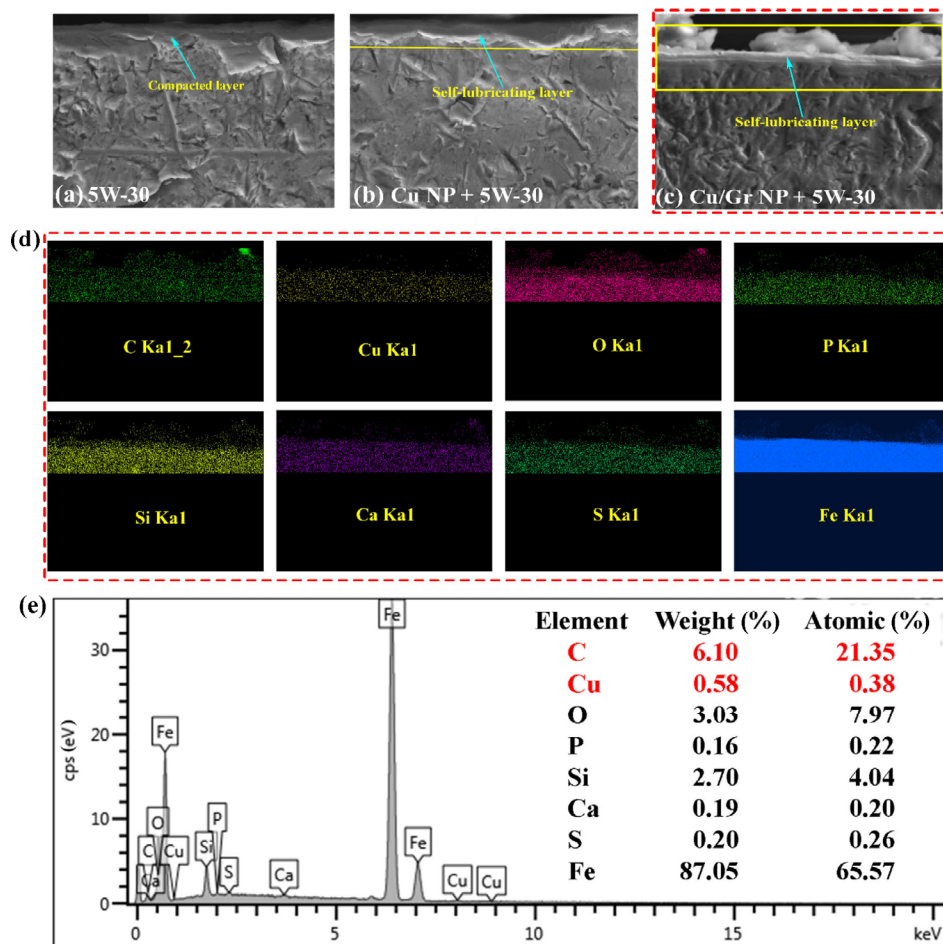 Compacted layer
(a) 5W-30
Self-lubricating layer
(b) Cu NP + 5W-30
Self-lubricating layer
(c) Cu/Gr NP + 5W-30
(d)
C Ka1_2
Cu Ka1
O Ka1
P Ka1
Si Ka1
Ca Ka1
S Ka1
Fe Ka1
(e)
cps (eV)
30
20
10
0
Fe
O
P
C
Cu
Ca
Si
S
Ca
Fe
Fe
Cu
Cu
0
5
10
15
keV
Element Weight (%) Atomic (%)
C 6.10 21.35
Cu 0.58 0.38
O 3.03 7.97
P 0.16 0.22
Si 2.70 4.04
Ca 0.19 0.20
S 0.20 0.26
Fe 87.05 65.57